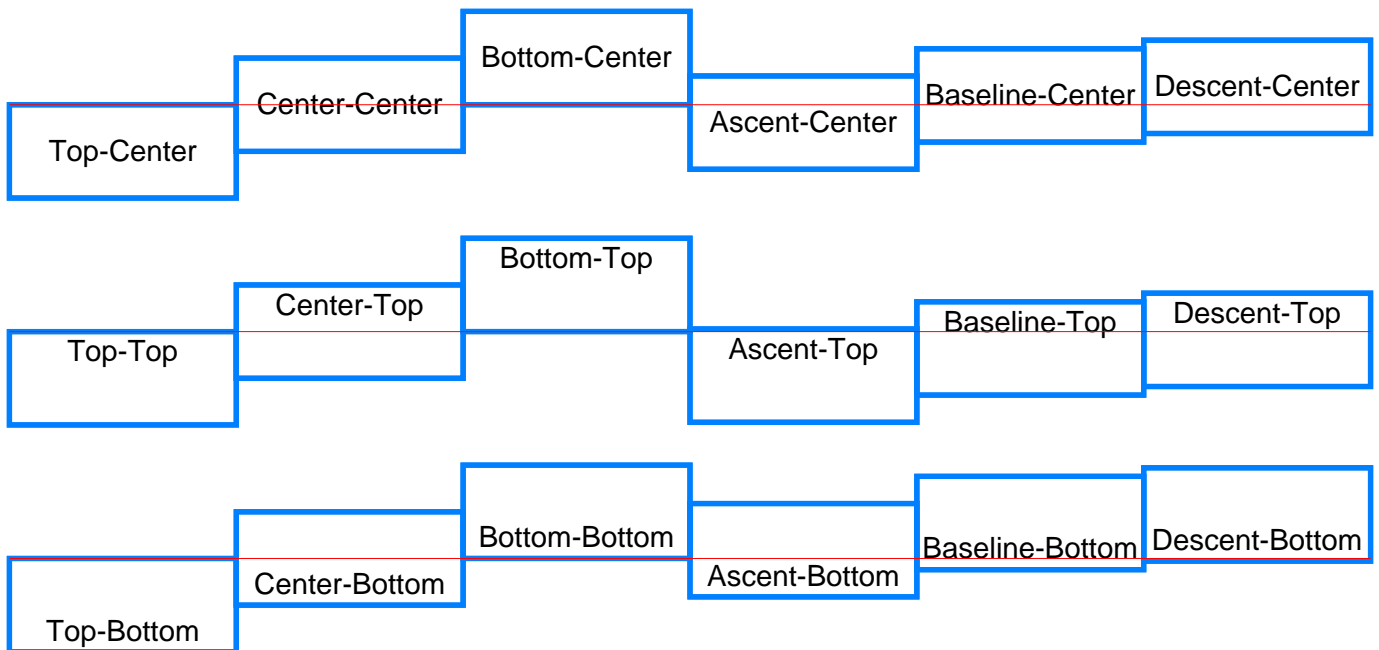 Top-Center Center-Center Bottom-Center Ascent-Center Baseline-Center Descent-Center
Top-Top Center-Top Bottom-Top Ascent-Top Baseline-Top Descent-Top
Top-Bottom Center-Bottom Bottom-Bottom Ascent-Bottom Baseline-Bottom Descent-Bottom